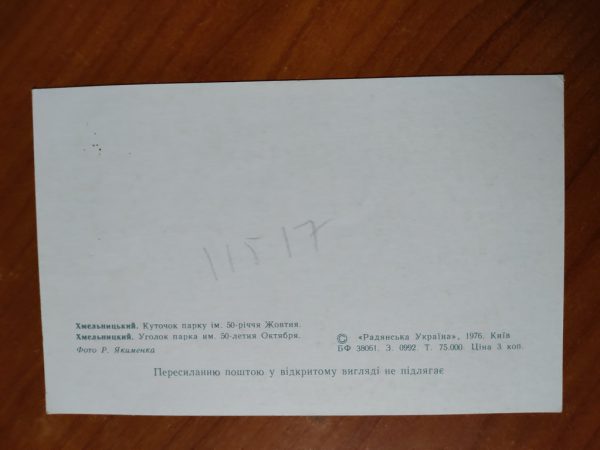 11517
Хмельницький. Куточок парку ім. 50-річчя Жовтня.
Хмельницкий. Уголок парка им. 50-летия Октября.
Фото Р. Якименка
© «Радянська Україна», 1976. Київ
БФ 38061. З. 0992. Т. 75.000. Ціна 3 коп.
Пересиланню поштою у відкритому вигляді не підлягає